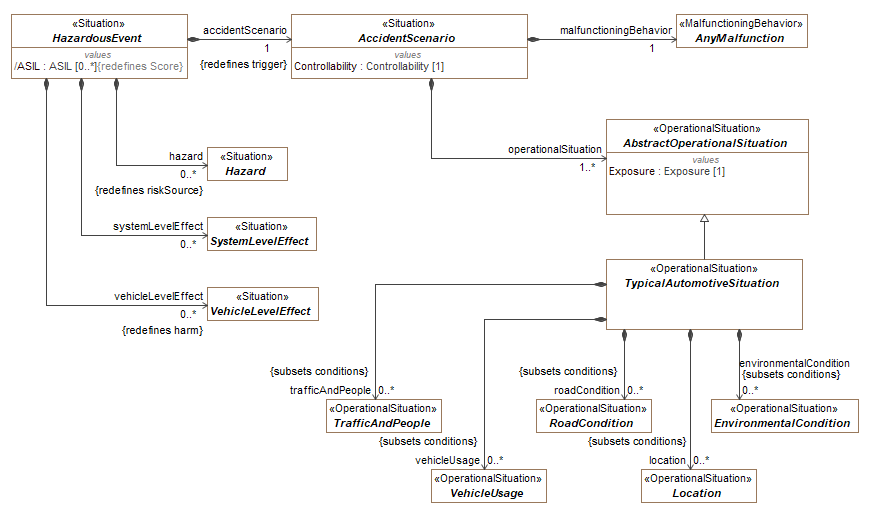 «Situation»
HazardousEvent
values
/ASIL : ASIL [0..*]{redefines Score}
accidentScenario
1
{redefines trigger}
«Situation»
AccidentScenario
values
Controllability : Controllability [1]
malfunctioningBehavior
1
«MalfunctioningBehavior»
AnyMalfunction
operationalSituation
1..*
«OperationalSituation»
AbstractOperationalSituation
values
Exposure : Exposure [1]
hazard
0..*
{redefines riskSource}
«Situation»
Hazard
systemLevelEffect
0..*
«Situation»
SystemLevelEffect
vehicleLevelEffect
0..*
{redefines harm}
«Situation»
VehicleLevelEffect
«OperationalSituation»
TypicalAutomotiveSituation
{subsets conditions}
trafficAndPeople
0..*
«OperationalSituation»
TrafficAndPeople
{subsets conditions}
roadCondition
0..*
«OperationalSituation»
RoadCondition
environmentalCondition
{subsets conditions}
0..*
«OperationalSituation»
EnvironmentalCondition
{subsets conditions}
vehicleUsage
0..*
«OperationalSituation»
VehicleUsage
{subsets conditions}
location
0..*
«OperationalSituation»
Location